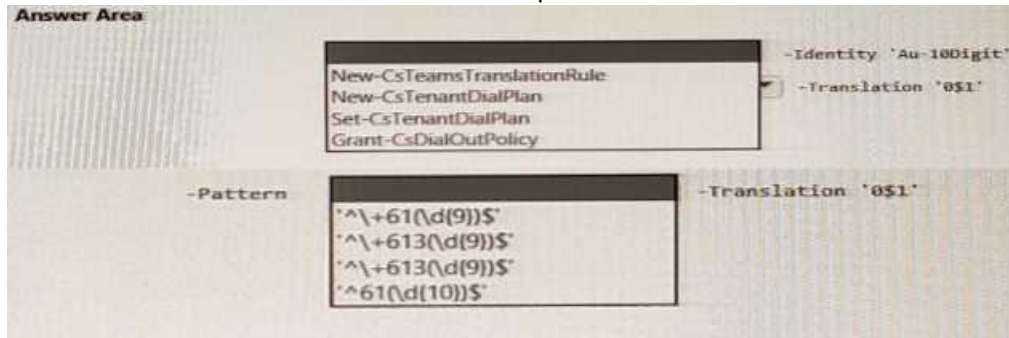 Answer Area
-Identity 'Au-10Digit'
New-CsTeamsTranslationRule
New-CsTenantDialPlan
-Translation '0$1'
Set-CsTenantDialPlan
Grant-CsDialOutPolicy
-Pattern
-Translation '0$1'
'^\+61(\d{9})$'
'^\+613(\d{9})$'
'^\+613(\d{9})$'
'^61(\d{10})$'